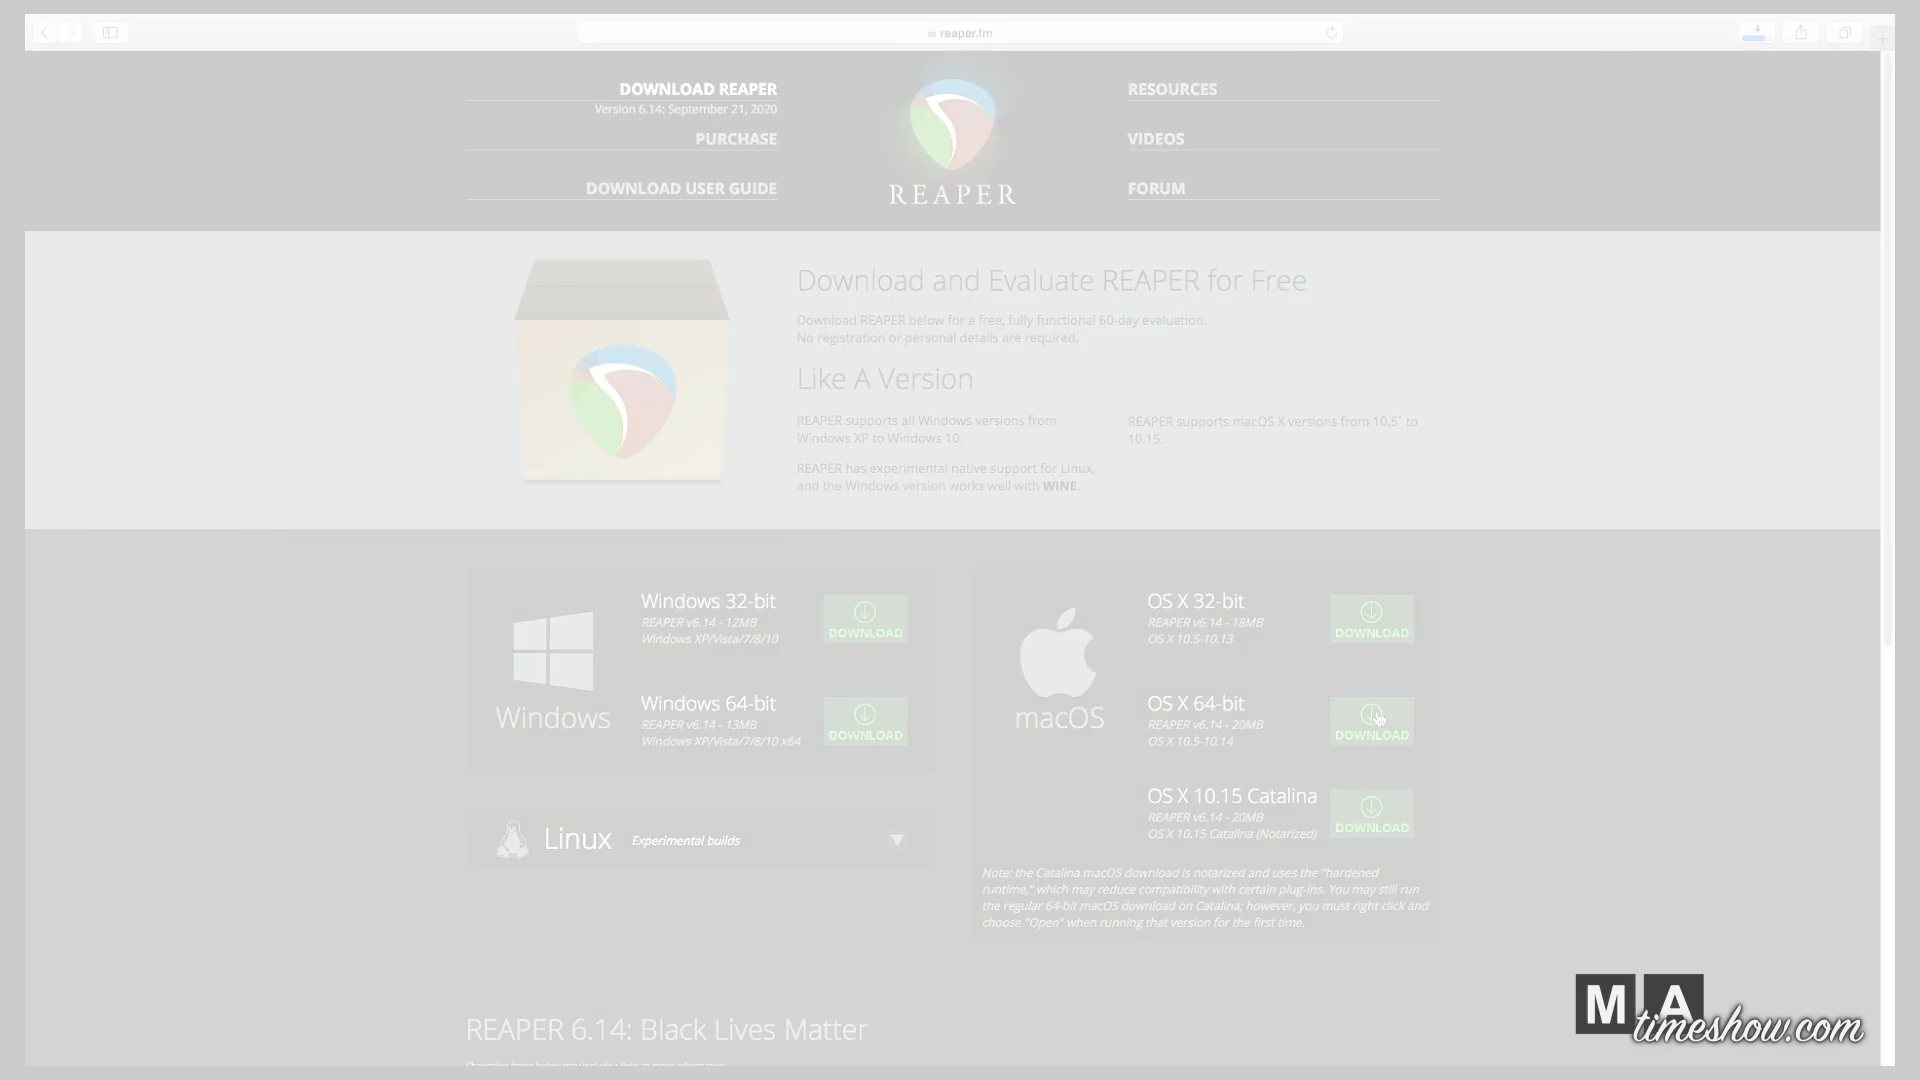 reaper.fm
DOWNLOAD REAPER
Version 6.14: September 21, 2020
PURCHASE
DOWNLOAD USER GUIDE
REAPER
RESOURCES
VIDEOS
FORUM
Download and Evaluate REAPER for Free
Download REAPER below for a free, fully functional 60-day evaluation.
No registration or personal details are required.
Like A Version
REAPER supports all Windows versions from
Windows XP to Windows 10.
REAPER has experimental native support for Linux,
and the Windows version works well with WINE.
REAPER supports macOS X versions from 10.5* to
10.15.
Windows
Windows 32-bit
REAPER v6.14 - 12MB
Windows XP/Vista/7/8/10
DOWNLOAD
Windows 64-bit
REAPER v6.14 - 13MB
Windows XP/Vista/7/8/10 x64
DOWNLOAD
Linux Experimental builds
macOS
OS X 32-bit
REAPER v6.14 - 18MB
OS X 10.5-10.13
DOWNLOAD
OS X 64-bit
REAPER v6.14 - 20MB
OS X 10.5-10.14
DOWNLOAD
OS X 10.15 Catalina
REAPER v6.14 - 20MB
OS X 10.15 Catalina (Notarized)
DOWNLOAD
Note: the Catalina macOS download is notarized and uses the "hardened
runtime," which may reduce compatibility with certain plug-ins. You may still run
the regular 64-bit macOS download on Catalina; however, you must right click and
choose "Open" when running that version for the first time.
REAPER 6.14: Black Lives Matter
MA
timeshow.com